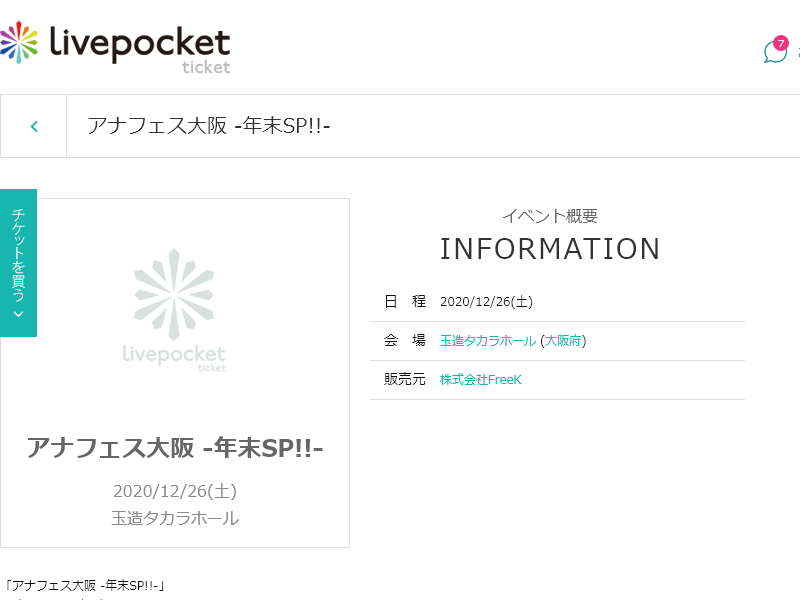 livepocket
ticket
7
アナフェス大阪 -年末SP!!-
チケットを買う
livepocket
ticket
アナフェス大阪 -年末SP!!-
2020/12/26(土)
玉造タカラホール
イベント概要
INFORMATION
日 程 2020/12/26(土)
会 場 玉造タカラホール (大阪府)
販売元 株式会社FreeK
「アナフェス大阪 -年末SP!!-」